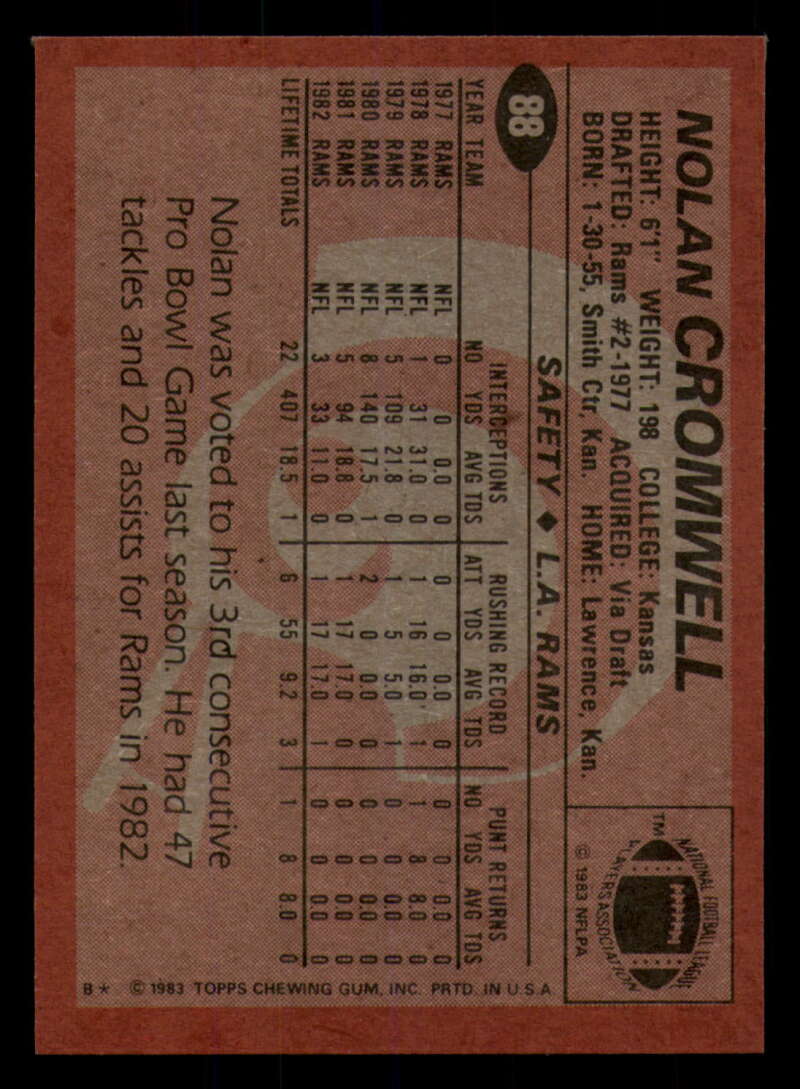 NOLAN CROMWELL
HEIGHT: 6'1" WEIGHT: 198 COLLEGE: Kansas
DRAFTED: Rams #2-1977 ACQUIRED: Via Draft
BORN: 1-30-55, Smith Ctr, Kan. HOME: Lawrence, Kan.
TM
NATIONAL FOOTBALL LEAGUE
PLAYERS ASSOCIATION
© 1983 NFLPA
88
SAFETY ♦ L.A. RAMS
INTERCEPTIONS RUSHING RECORD PUNT RETURNS
YEAR TEAM NO YDS AVG TDS ATT YDS AVG TDS NO YDS AVG TDS
1977 RAMS NFL 0 0 0.0 0 0 0 0.0 0 0 0 0.0 0
1978 RAMS NFL 1 31 31.0 0 1 16 16.0 1 1 8 8.0 0
1979 RAMS NFL 5 109 21.8 0 1 5 5.0 1 0 0 0.0 0
1980 RAMS NFL 8 140 17.5 1 2 0 0.0 0 0 0 0.0 0
1981 RAMS NFL 5 94 18.8 0 1 17 17.0 0 0 0 0.0 0
1982 RAMS NFL 3 33 11.0 0 1 17 17.0 1 0 0 0.0 0
LIFETIME TOTALS 22 407 18.5 1 6 55 9.2 3 1 8 8.0 0
Nolan was voted to his 3rd consecutive
Pro Bowl Game last season. He had 47
tackles and 20 assists for Rams in 1982.
B* © 1983 TOPPS CHEWING GUM, INC. PRTD. IN U.S.A.